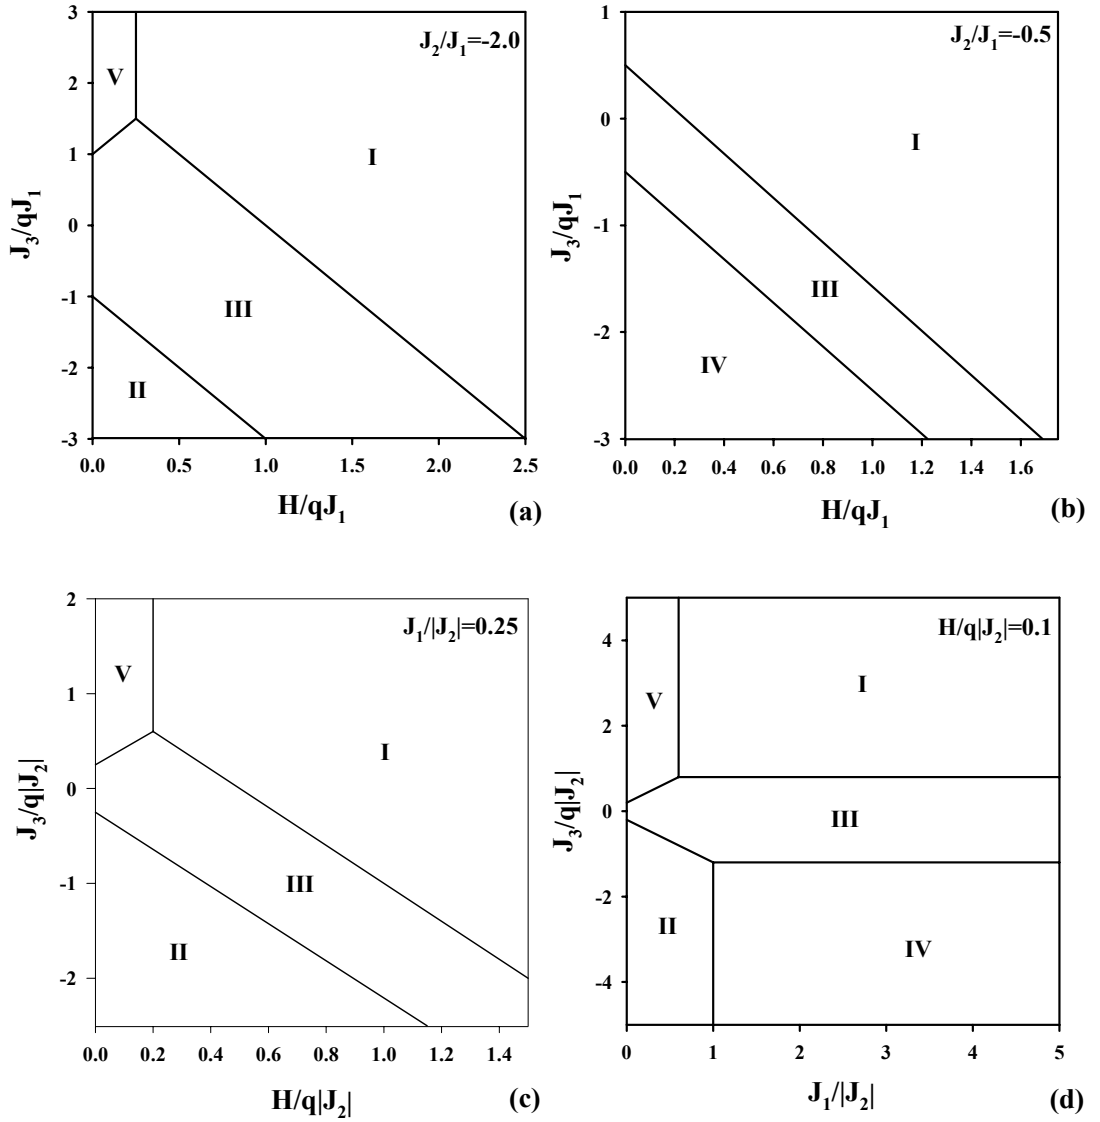 J₂/J₁=-2.0
3
2
1
0
-1
-2
-3
J₃/qJ₁
V
I
III
II
0.0 0.5 1.0 1.5 2.0 2.5
H/qJ₁
(a)
J₂/J₁=-0.5
1
0
-1
-2
-3
J₃/qJ₁
I
III
IV
0.0 0.2 0.4 0.6 0.8 1.0 1.2 1.4 1.6
H/qJ₁
(b)
J₁/|J₂|=0.25
2
1
0
-1
-2
J₃/q|J₂|
V
I
III
II
0.0 0.2 0.4 0.6 0.8 1.0 1.2 1.4
H/q|J₂|
(c)
H/q|J₂|=0.1
4
2
0
-2
-4
J₃/q|J₂|
V
I
III
II
IV
0 1 2 3 4 5
J₁/|J₂|
(d)